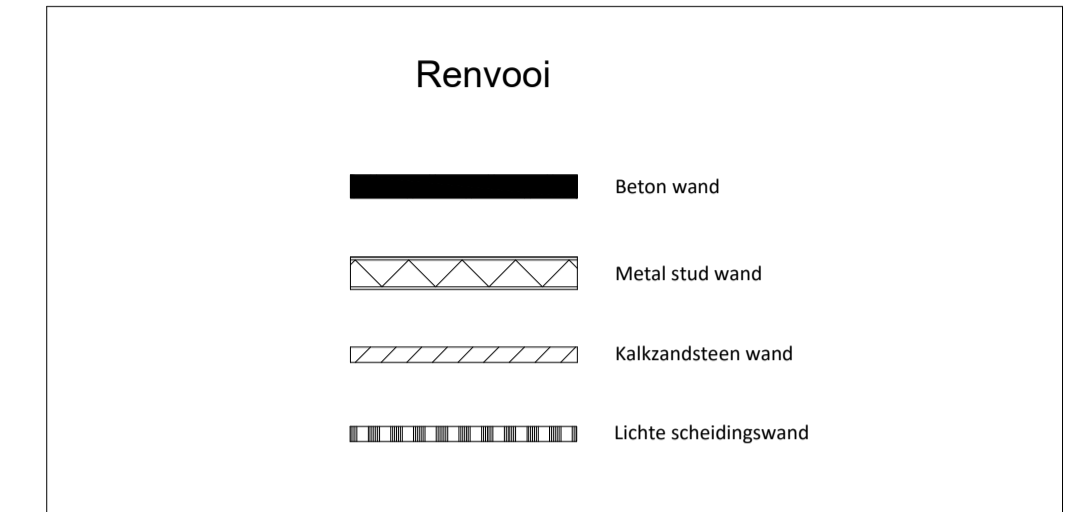 Renvooi
Beton wand
Metal stud wand
Kalkzandsteen wand
Lichte scheidingswand